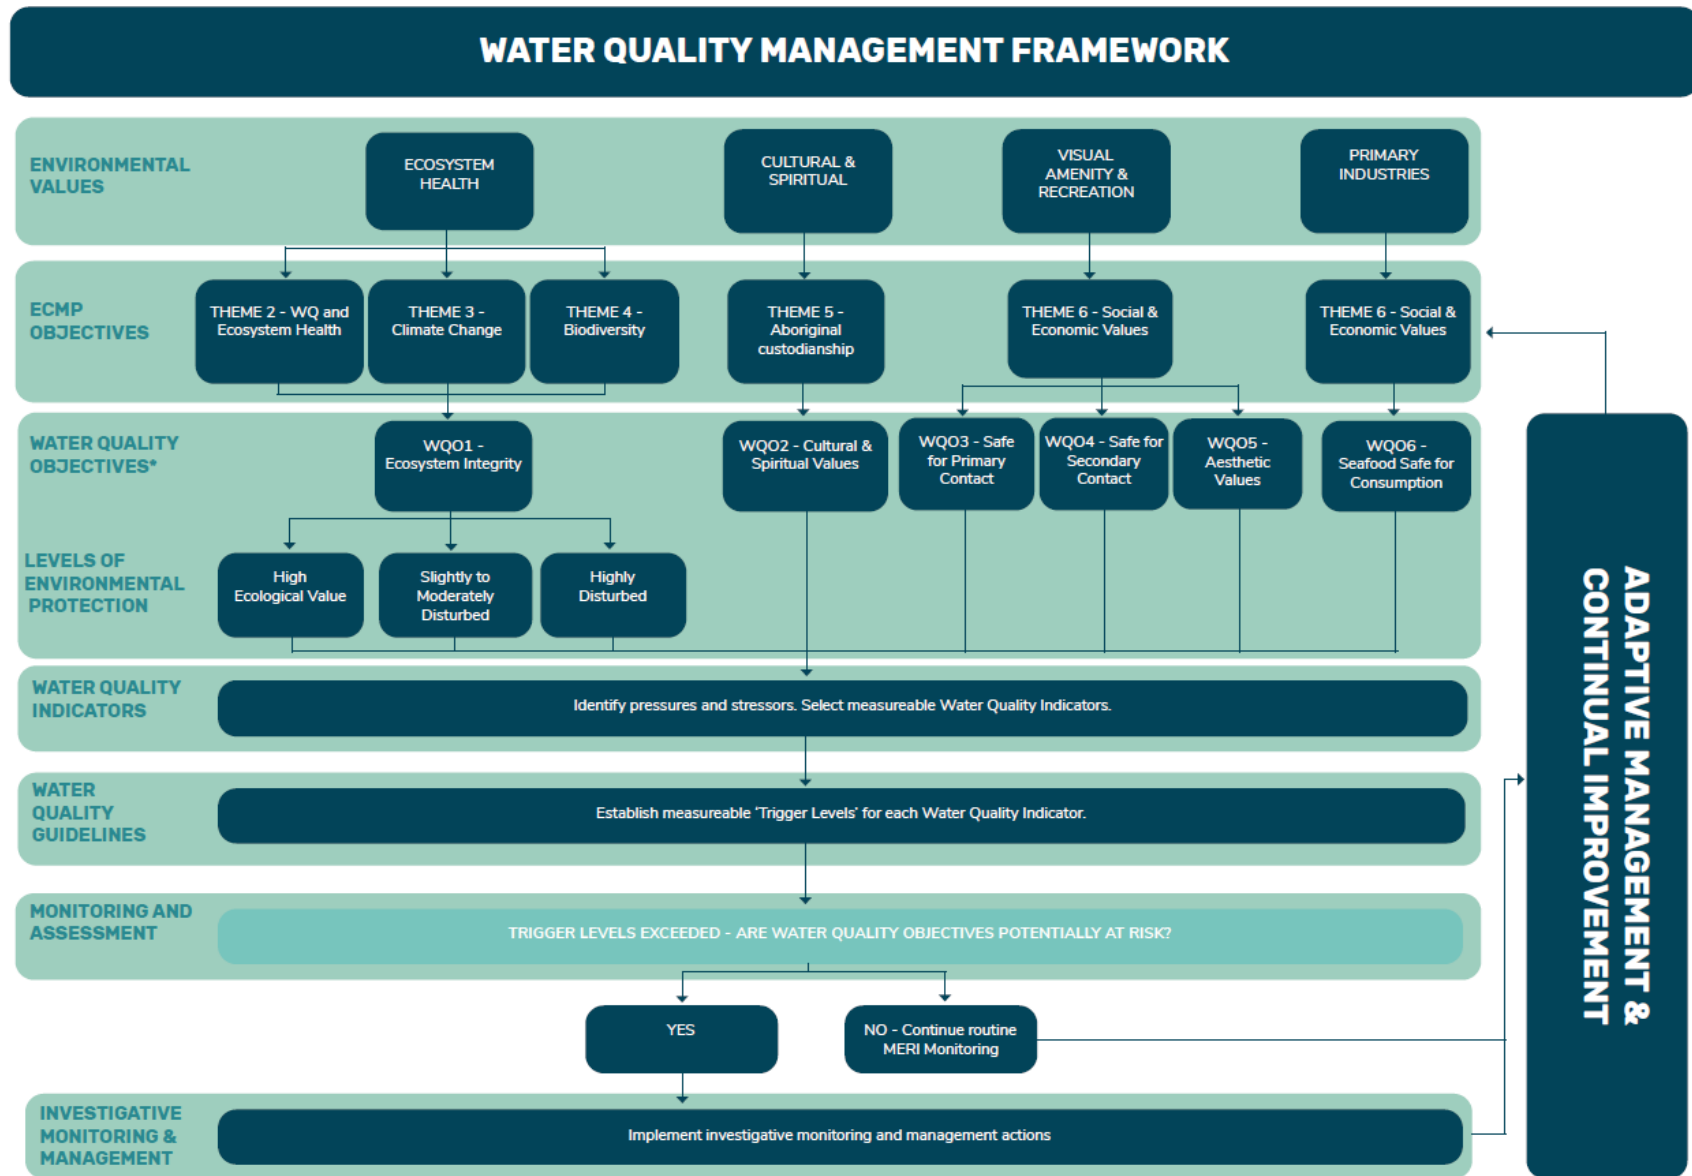 WATER QUALITY MANAGEMENT FRAMEWORK
ENVIRONMENTAL
VALUES
ECOSYSTEM
HEALTH
CULTURAL &
SPIRITUAL
VISUAL
AMENITY &
RECREATION
PRIMARY
INDUSTRIES
ECMP
OBJECTIVES
THEME 2 - WQ and
Ecosystem Health
THEME 3 -
Climate Change
THEME 4 -
Biodiversity
THEME 5 -
Aboriginal
custodianship
THEME 6 - Social &
Economic Values
THEME 6 - Social &
Economic Values
WATER QUALITY
OBJECTIVES*
WQO1 -
Ecosystem Integrity
WQO2 - Cultural &
Spiritual Values
WQO3 - Safe
for Primary
Contact
WQO4 - Safe for
Secondary
Contact
WQO5 -
Aesthetic
Values
WQO6 -
Seafood Safe for
Consumption
LEVELS OF
ENVIRONMENTAL
PROTECTION
High
Ecological Value
Slightly to
Moderately
Disturbed
Highly
Disturbed
WATER QUALITY
INDICATORS
Identify pressures and stressors. Select measureable Water Quality Indicators.
WATER
QUALITY
GUIDELINES
Establish measureable 'Trigger Levels' for each Water Quality Indicator.
MONITORING AND
ASSESSMENT
TRIGGER LEVELS EXCEEDED - ARE WATER QUALITY OBJECTIVES POTENTIALLY AT RISK?
YES
NO - Continue routine
MERI Monitoring
INVESTIGATIVE
MONITORING &
MANAGEMENT
Implement investigative monitoring and management actions
ADAPTIVE MANAGEMENT &
CONTINUAL IMPROVEMENT